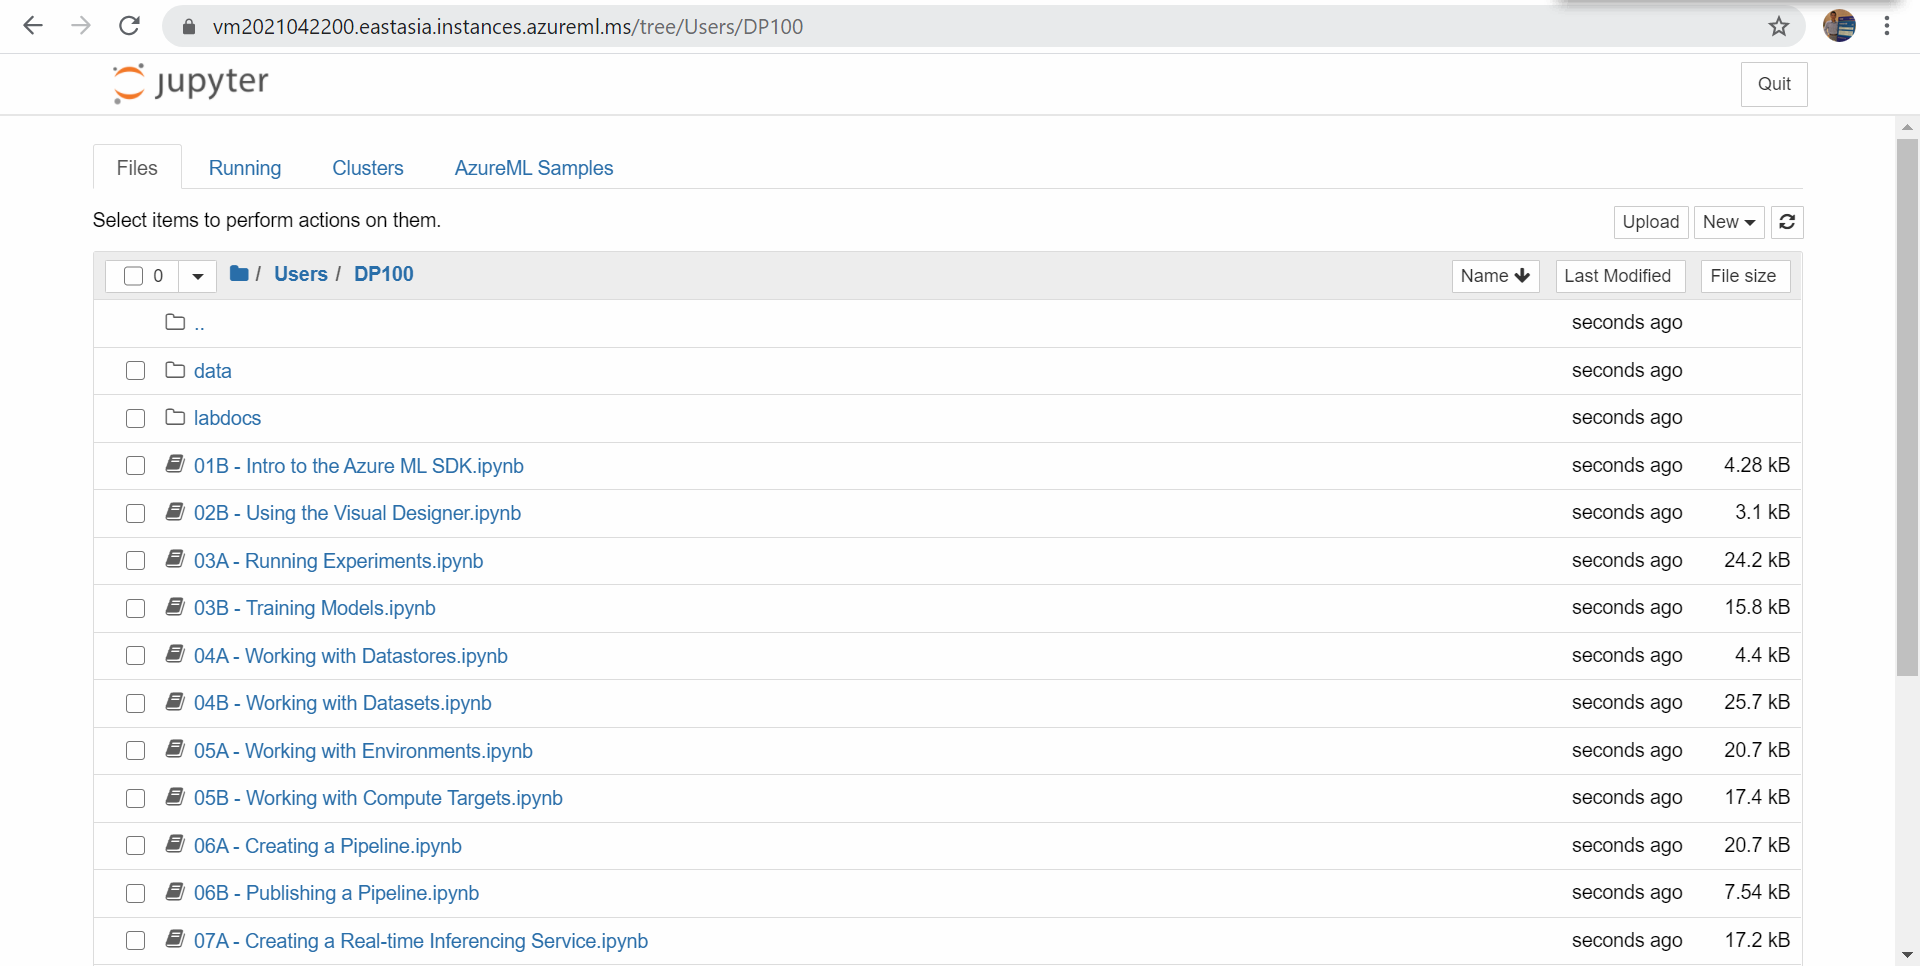 vm2021042200.eastasia.instances.azureml.ms/tree/Users/DP100
jupyter
Quit
Files Running Clusters AzureML Samples
Select items to perform actions on them.
Upload New
0 / Users / DP100 Name Last Modified File size
.. seconds ago
data seconds ago
labdocs seconds ago
01B - Intro to the Azure ML SDK.ipynb seconds ago 4.28 kB
02B - Using the Visual Designer.ipynb seconds ago 3.1 kB
03A - Running Experiments.ipynb seconds ago 24.2 kB
03B - Training Models.ipynb seconds ago 15.8 kB
04A - Working with Datastores.ipynb seconds ago 4.4 kB
04B - Working with Datasets.ipynb seconds ago 25.7 kB
05A - Working with Environments.ipynb seconds ago 20.7 kB
05B - Working with Compute Targets.ipynb seconds ago 17.4 kB
06A - Creating a Pipeline.ipynb seconds ago 20.7 kB
06B - Publishing a Pipeline.ipynb seconds ago 7.54 kB
07A - Creating a Real-time Inferencing Service.ipynb seconds ago 17.2 kB